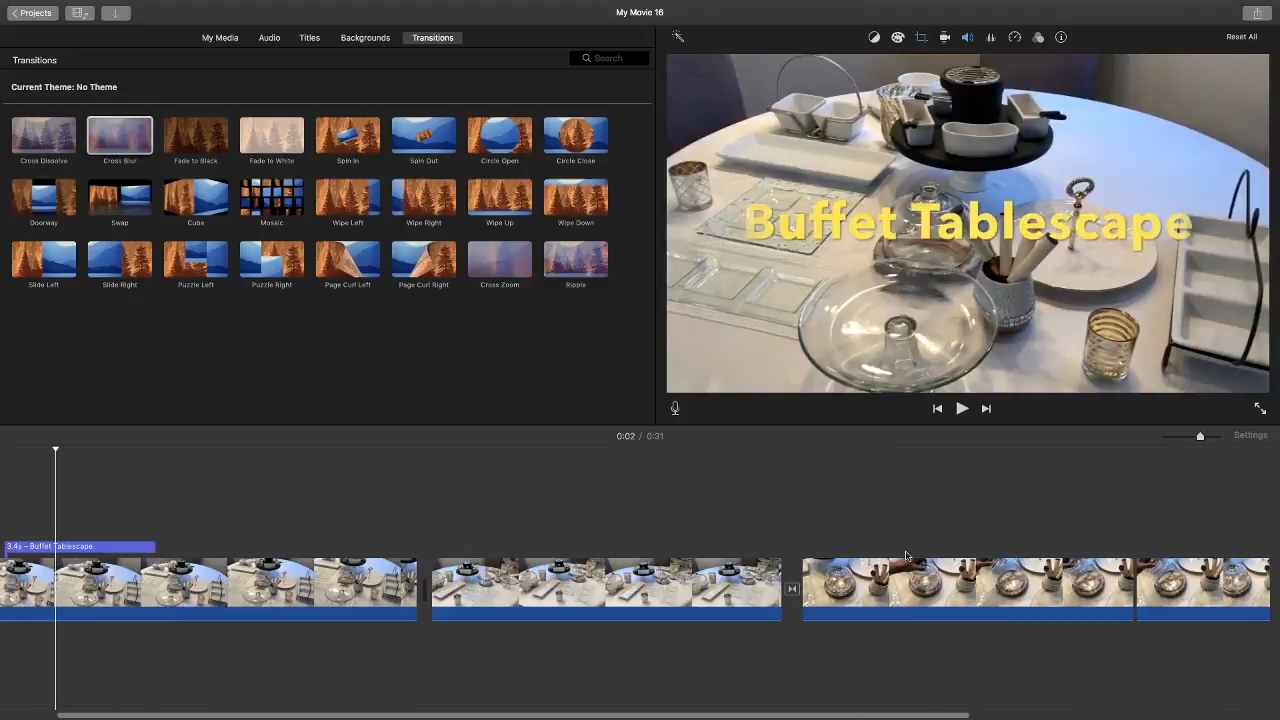 Projects
My Movie 16
My Media
Audio
Titles
Backgrounds
Transitions
Reset All
Transitions
Search
Current Theme: No Theme
Cross Dissolve
Cross Blur
Fade to Black
Fade to White
Spin In
Spin Out
Circle Open
Circle Close
Doorway
Swap
Cube
Mosaic
Wipe Left
Wipe Right
Wipe Up
Wipe Down
Slide Left
Slide Right
Puzzle Left
Puzzle Right
Page Curl Left
Page Curl Right
Cross Zoom
Ripple
Buffet Tablescape
0:02 / 0:31
Settings
3.4s – Buffet Tablescape